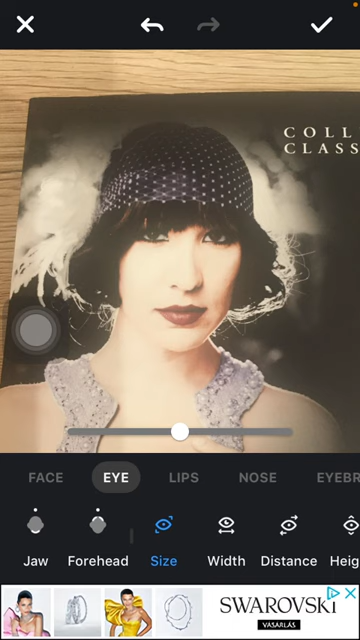 COLL
CLASS
FACE
EYE
LIPS
NOSE
EYEBR
Jaw
Forehead
Size
Width
Distance
Heig
SWAROVSKI
VÁSÁRLÁS